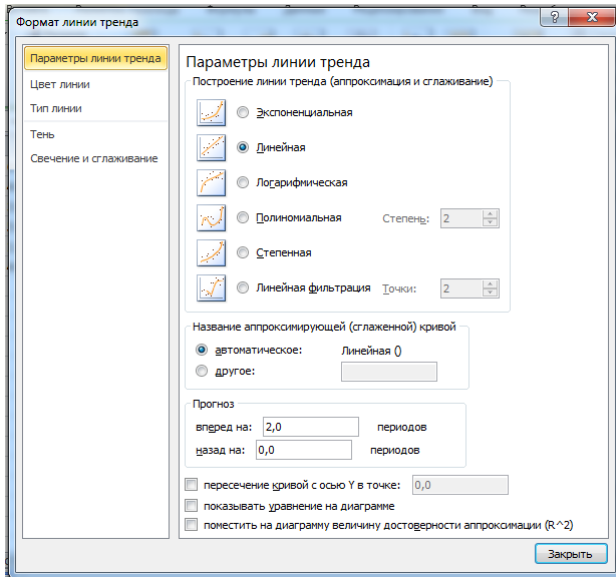 Формат линии тренда
Параметры линии тренда
Цвет линии
Тип линии
Тень
Свечение и сглаживание
Параметры линии тренда
Построение линии тренда (аппроксимация и сглаживание)
Экспоненциальная
Линейная
Логарифмическая
Полиномиальная Степень: 2
Степенная
Линейная фильтрация Точки: 2
Название аппроксимирующей (сглаженной) кривой
автоматическое: Линейная ()
другое:
Прогноз
вперед на: 2,0 периодов
назад на: 0,0 периодов
пересечение кривой с осью Y в точке: 0,0
показывать уравнение на диаграмме
поместить на диаграмму величину достоверности аппроксимации (R^2)
Закрыть